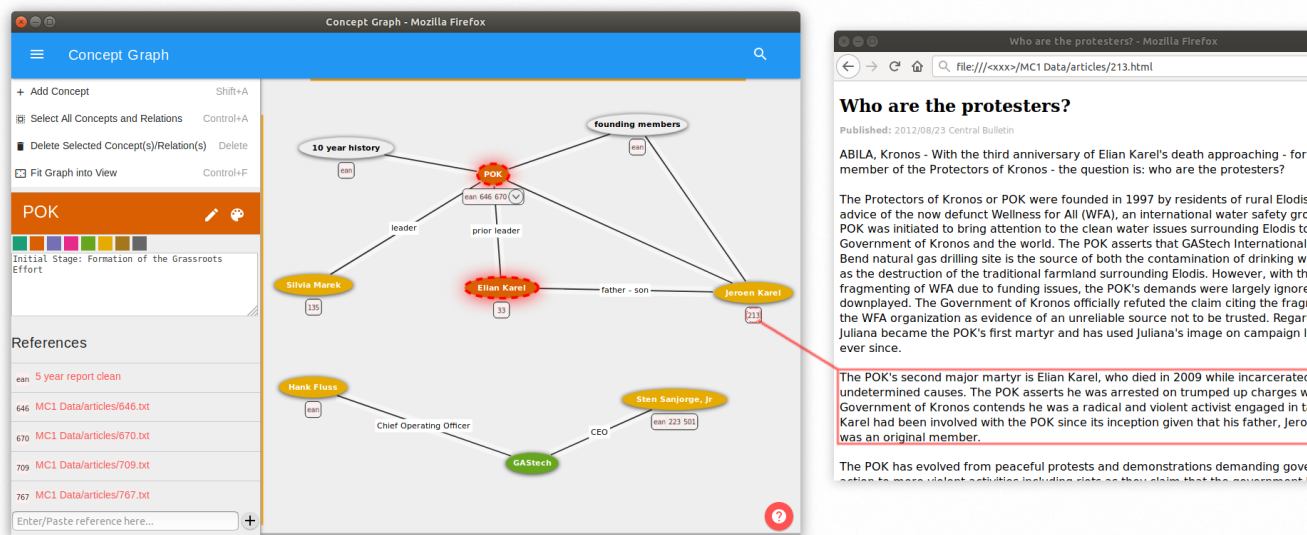 Concept Graph - Mozilla Firefox
Concept Graph
+ Add Concept Shift+A
Select All Concepts and Relations Control+A
Delete Selected Concept(s)/Relation(s) Delete
Fit Graph into View Control+F
POK
Initial Stage: Formation of the Grassroots
Effort
References
ean 5 year report clean
646 MC1 Data/articles/646.txt
670 MC1 Data/articles/670.txt
709 MC1 Data/articles/709.txt
767 MC1 Data/articles/767.txt
Enter/Paste reference here... +
founding members
ean
10 year history
ean
POK
ean 646 670
leader
prior leader
Silvia Marek
135
Elian Karel
33
father - son
Jeroen Karel
213
Hank Fluss
ean
Chief Operating Officer
Sten Sanjorge, Jr
ean 223 501
CEO
GAStech
?
Who are the protesters? - Mozilla Firefox
file:///<xxx>/MC1 Data/articles/213.html
Who are the protesters?
Published: 2012/08/23 Central Bulletin
ABILA, Kronos - With the third anniversary of Elian Karel's death approaching - for
member of the Protectors of Kronos - the question is: who are the protesters?
The Protectors of Kronos or POK were founded in 1997 by residents of rural Elodis
advice of the now defunct Wellness for All (WFA), an international water safety gro
POK was initiated to bring attention to the clean water issues surrounding Elodis to
Government of Kronos and the world. The POK asserts that GAStech International
Bend natural gas drilling site is the source of both the contamination of drinking w
as the destruction of the traditional farmland surrounding Elodis. However, with th
fragmenting of WFA due to funding issues, the POK's demands were largely ignore
downplayed. The Government of Kronos officially refuted the claim citing the fragr
the WFA organization as evidence of an unreliable source not to be trusted. Regar
Juliana became the POK's first martyr and has used Juliana's image on campaign l
ever since.
The POK's second major martyr is Elian Karel, who died in 2009 while incarcerated
undetermined causes. The POK asserts he was arrested on trumped up charges w
Government of Kronos contends he was a radical and violent activist engaged in t
Karel had been involved with the POK since its inception given that his father, Jero
was an original member.
The POK has evolved from peaceful protests and demonstrations demanding gove
action to more violent activities including riots as they claim that the government